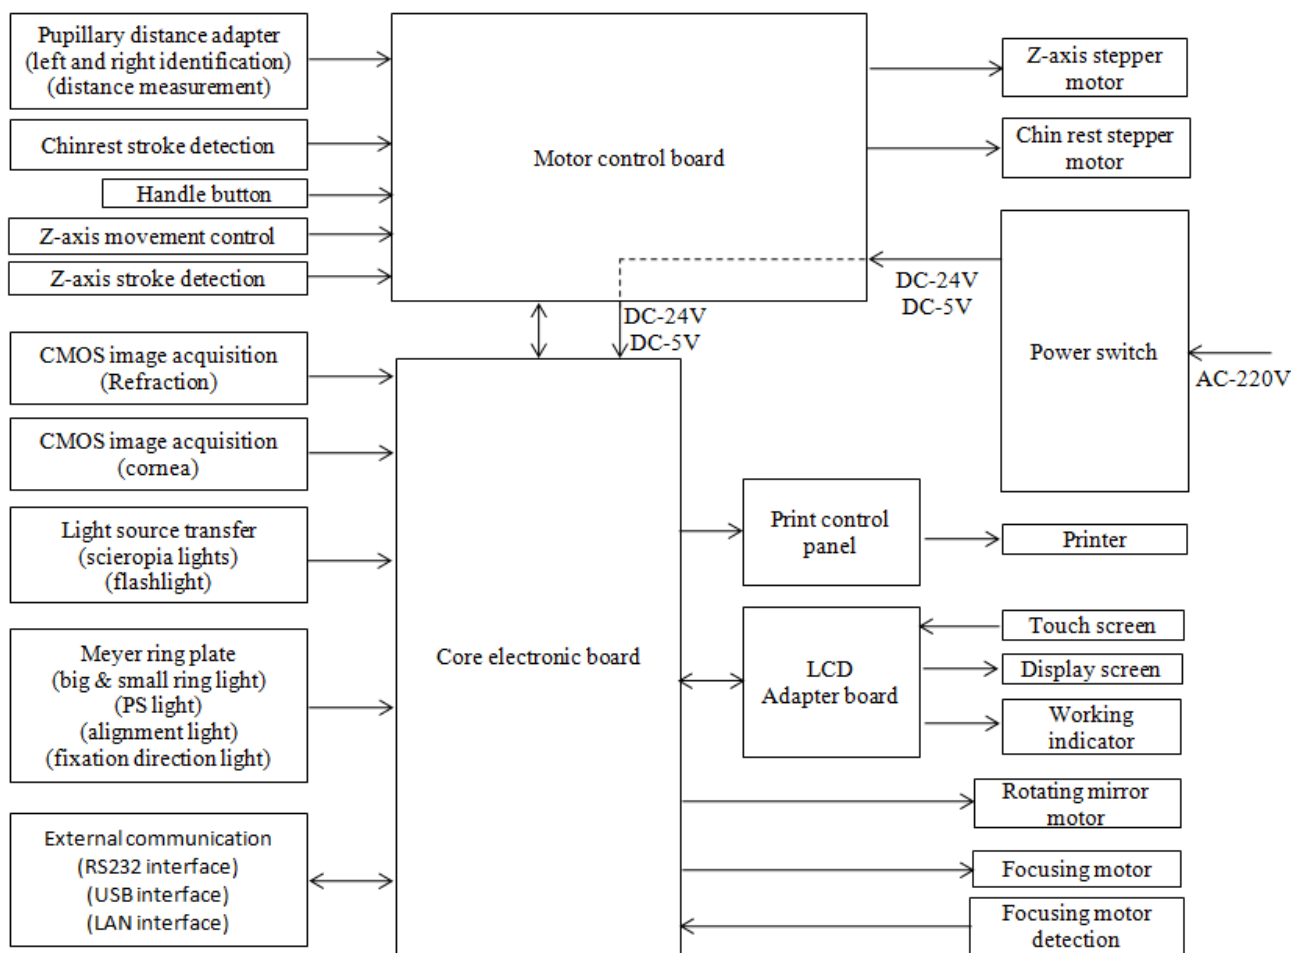 Pupillary distance adapter
(left and right identification)
(distance measurement)
Chinrest stroke detection
Handle button
Z-axis movement control
Z-axis stroke detection
Motor control board
Z-axis stepper
motor
Chin rest stepper
motor
DC-24V
DC-5V
DC-24V
DC-5V
Power switch
AC-220V
CMOS image acquisition
(Refraction)
CMOS image acquisition
(cornea)
Light source transfer
(scieropia lights)
(flashlight)
Meyer ring plate
(big & small ring light)
(PS light)
(alignment light)
(fixation direction light)
External communication
(RS232 interface)
(USB interface)
(LAN interface)
Core electronic board
Print control
panel
Printer
LCD
Adapter board
Touch screen
Display screen
Working
indicator
Rotating mirror
motor
Focusing motor
Focusing motor
detection